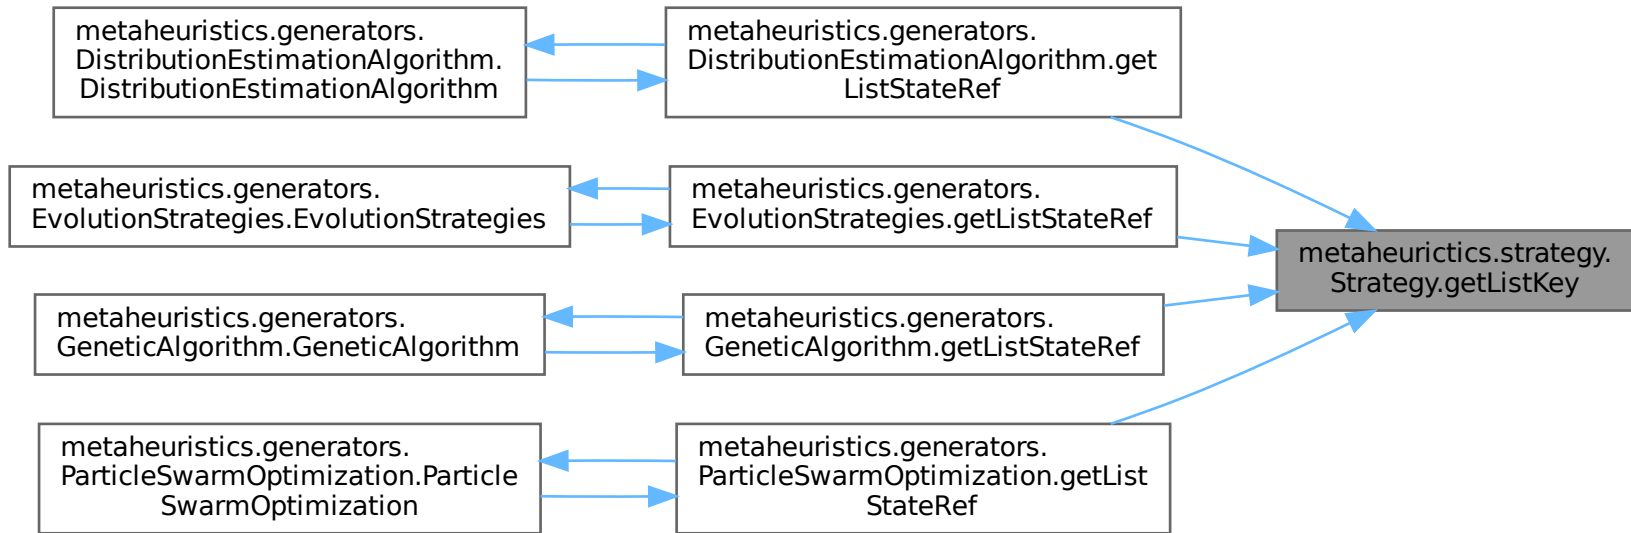 metaheuristics.generators.
DistributionEstimationAlgorithm.
DistributionEstimationAlgorithm
metaheuristics.generators.
DistributionEstimationAlgorithm.get
ListStateRef
metaheuristics.generators.
EvolutionStrategies.EvolutionStrategies
metaheuristics.generators.
EvolutionStrategies.getListStateRef
metaheurictics.strategy.
Strategy.getListKey
metaheuristics.generators.
GeneticAlgorithm.GeneticAlgorithm
metaheuristics.generators.
GeneticAlgorithm.getListStateRef
metaheuristics.generators.
ParticleSwarmOptimization.Particle
SwarmOptimization
metaheuristics.generators.
ParticleSwarmOptimization.getList
StateRef